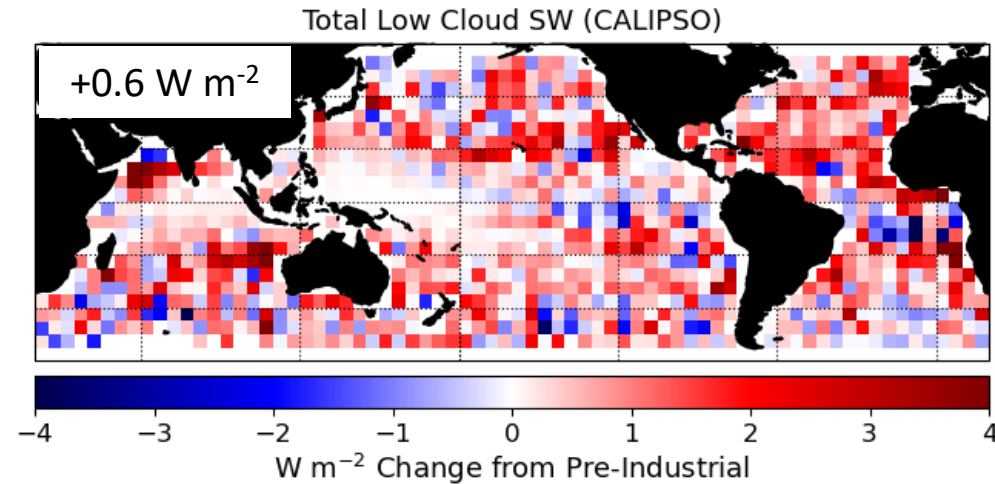 Total Low Cloud SW (CALIPSO)
+0.6 W m-2
−4 −3 −2 −1 0 1 2 3 4
W m−2 Change from Pre-Industrial